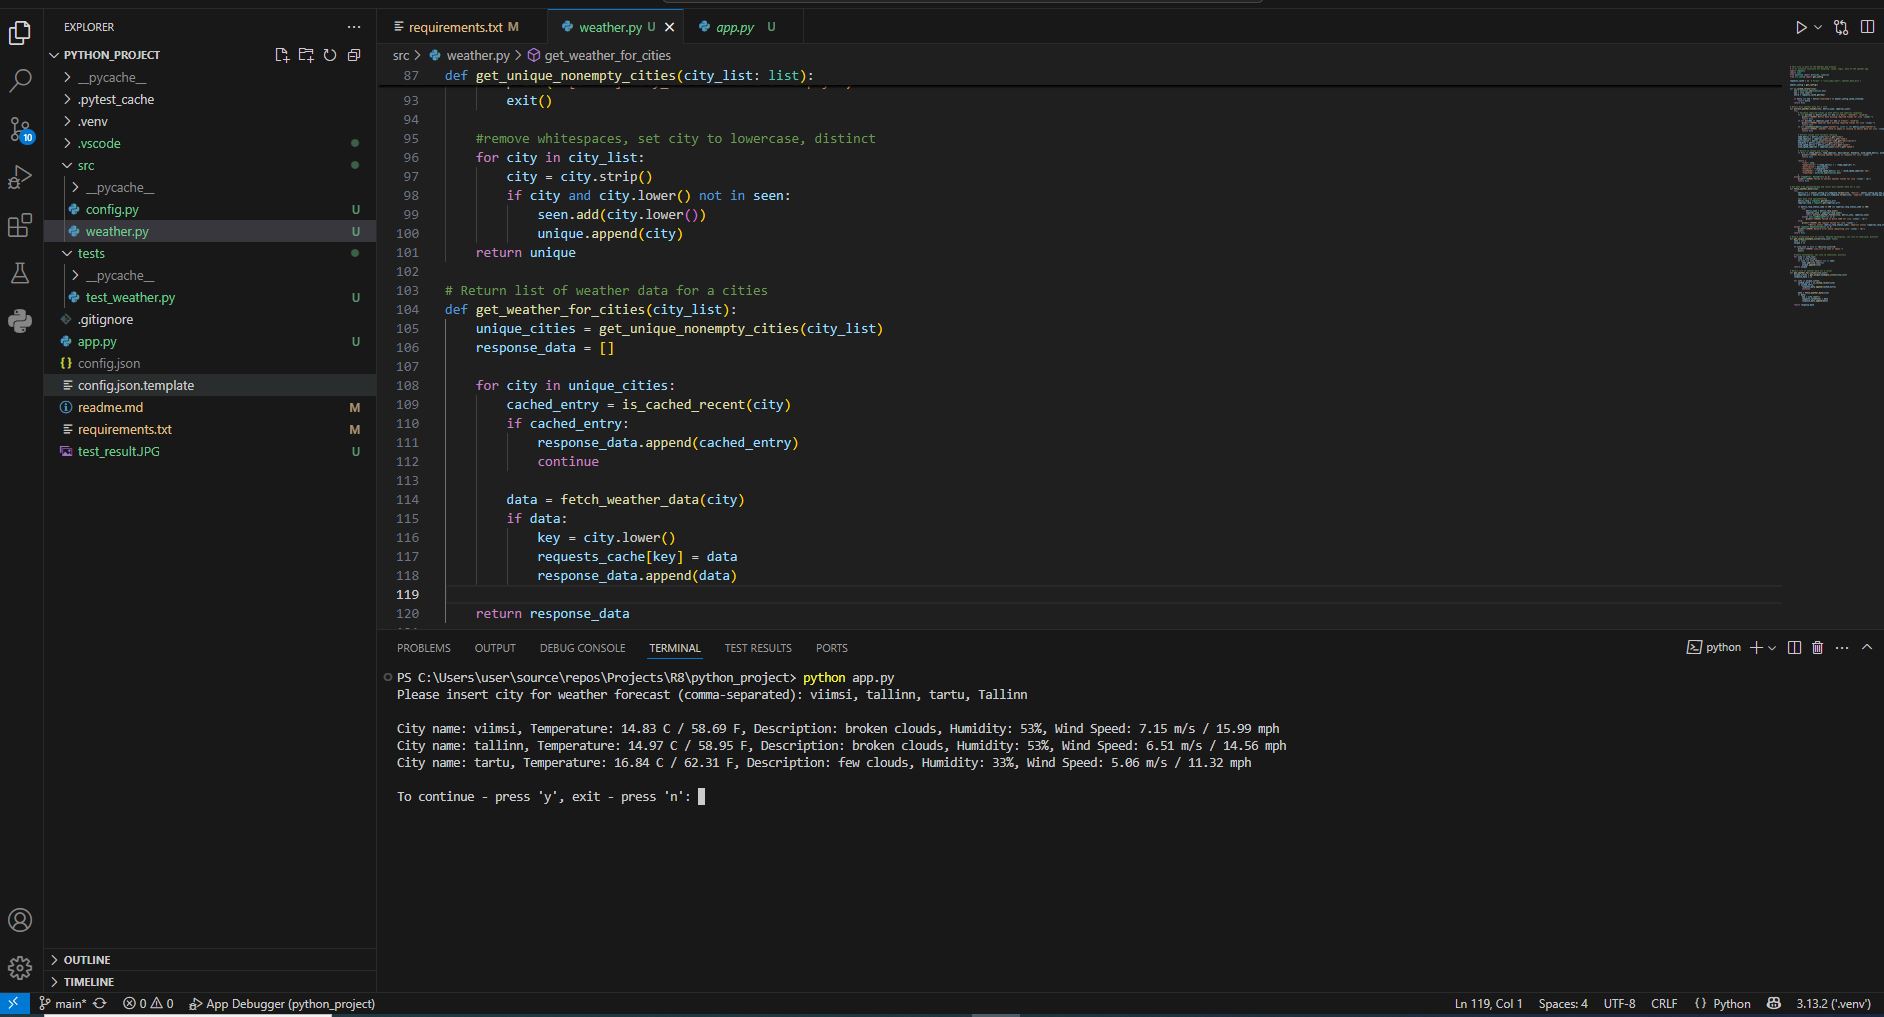 EXPLORER
PYTHON_PROJECT
__pycache__
.pytest_cache
.venv
.vscode
src
__pycache__
config.py U
weather.py U
tests
__pycache__
test_weather.py U
.gitignore
app.py U
{} config.json
config.json.template
readme.md M
requirements.txt M
test_result.JPG U
OUTLINE
TIMELINE
10
requirements.txt M
weather.py U
app.py U
src > weather.py > get_weather_for_cities
87 def get_unique_nonempty_cities(city_list: list):
93 exit()
94
95 #remove whitespaces, set city to lowercase, distinct
96 for city in city_list:
97 city = city.strip()
98 if city and city.lower() not in seen:
99 seen.add(city.lower())
100 unique.append(city)
101 return unique
102
103 # Return list of weather data for a cities
104 def get_weather_for_cities(city_list):
105 unique_cities = get_unique_nonempty_cities(city_list)
106 response_data = []
107
108 for city in unique_cities:
109 cached_entry = is_cached_recent(city)
110 if cached_entry:
111 response_data.append(cached_entry)
112 continue
113
114 data = fetch_weather_data(city)
115 if data:
116 key = city.lower()
117 requests_cache[key] = data
118 response_data.append(data)
119
120 return response_data
PROBLEMS OUTPUT DEBUG CONSOLE TERMINAL TEST RESULTS PORTS
python
PS C:\Users\user\source\repos\Projects\R8\python_project> python app.py
Please insert city for weather forecast (comma-separated): viimsi, tallinn, tartu, Tallinn
City name: viimsi, Temperature: 14.83 C / 58.69 F, Description: broken clouds, Humidity: 53%, Wind Speed: 7.15 m/s / 15.99 mph
City name: tallinn, Temperature: 14.97 C / 58.95 F, Description: broken clouds, Humidity: 53%, Wind Speed: 6.51 m/s / 14.56 mph
City name: tartu, Temperature: 16.84 C / 62.31 F, Description: few clouds, Humidity: 33%, Wind Speed: 5.06 m/s / 11.32 mph
To continue - press 'y', exit - press 'n':
main* 0 0 App Debugger (python_project)
Ln 119, Col 1 Spaces: 4 UTF-8 CRLF {} Python 3.13.2 ('.venv')